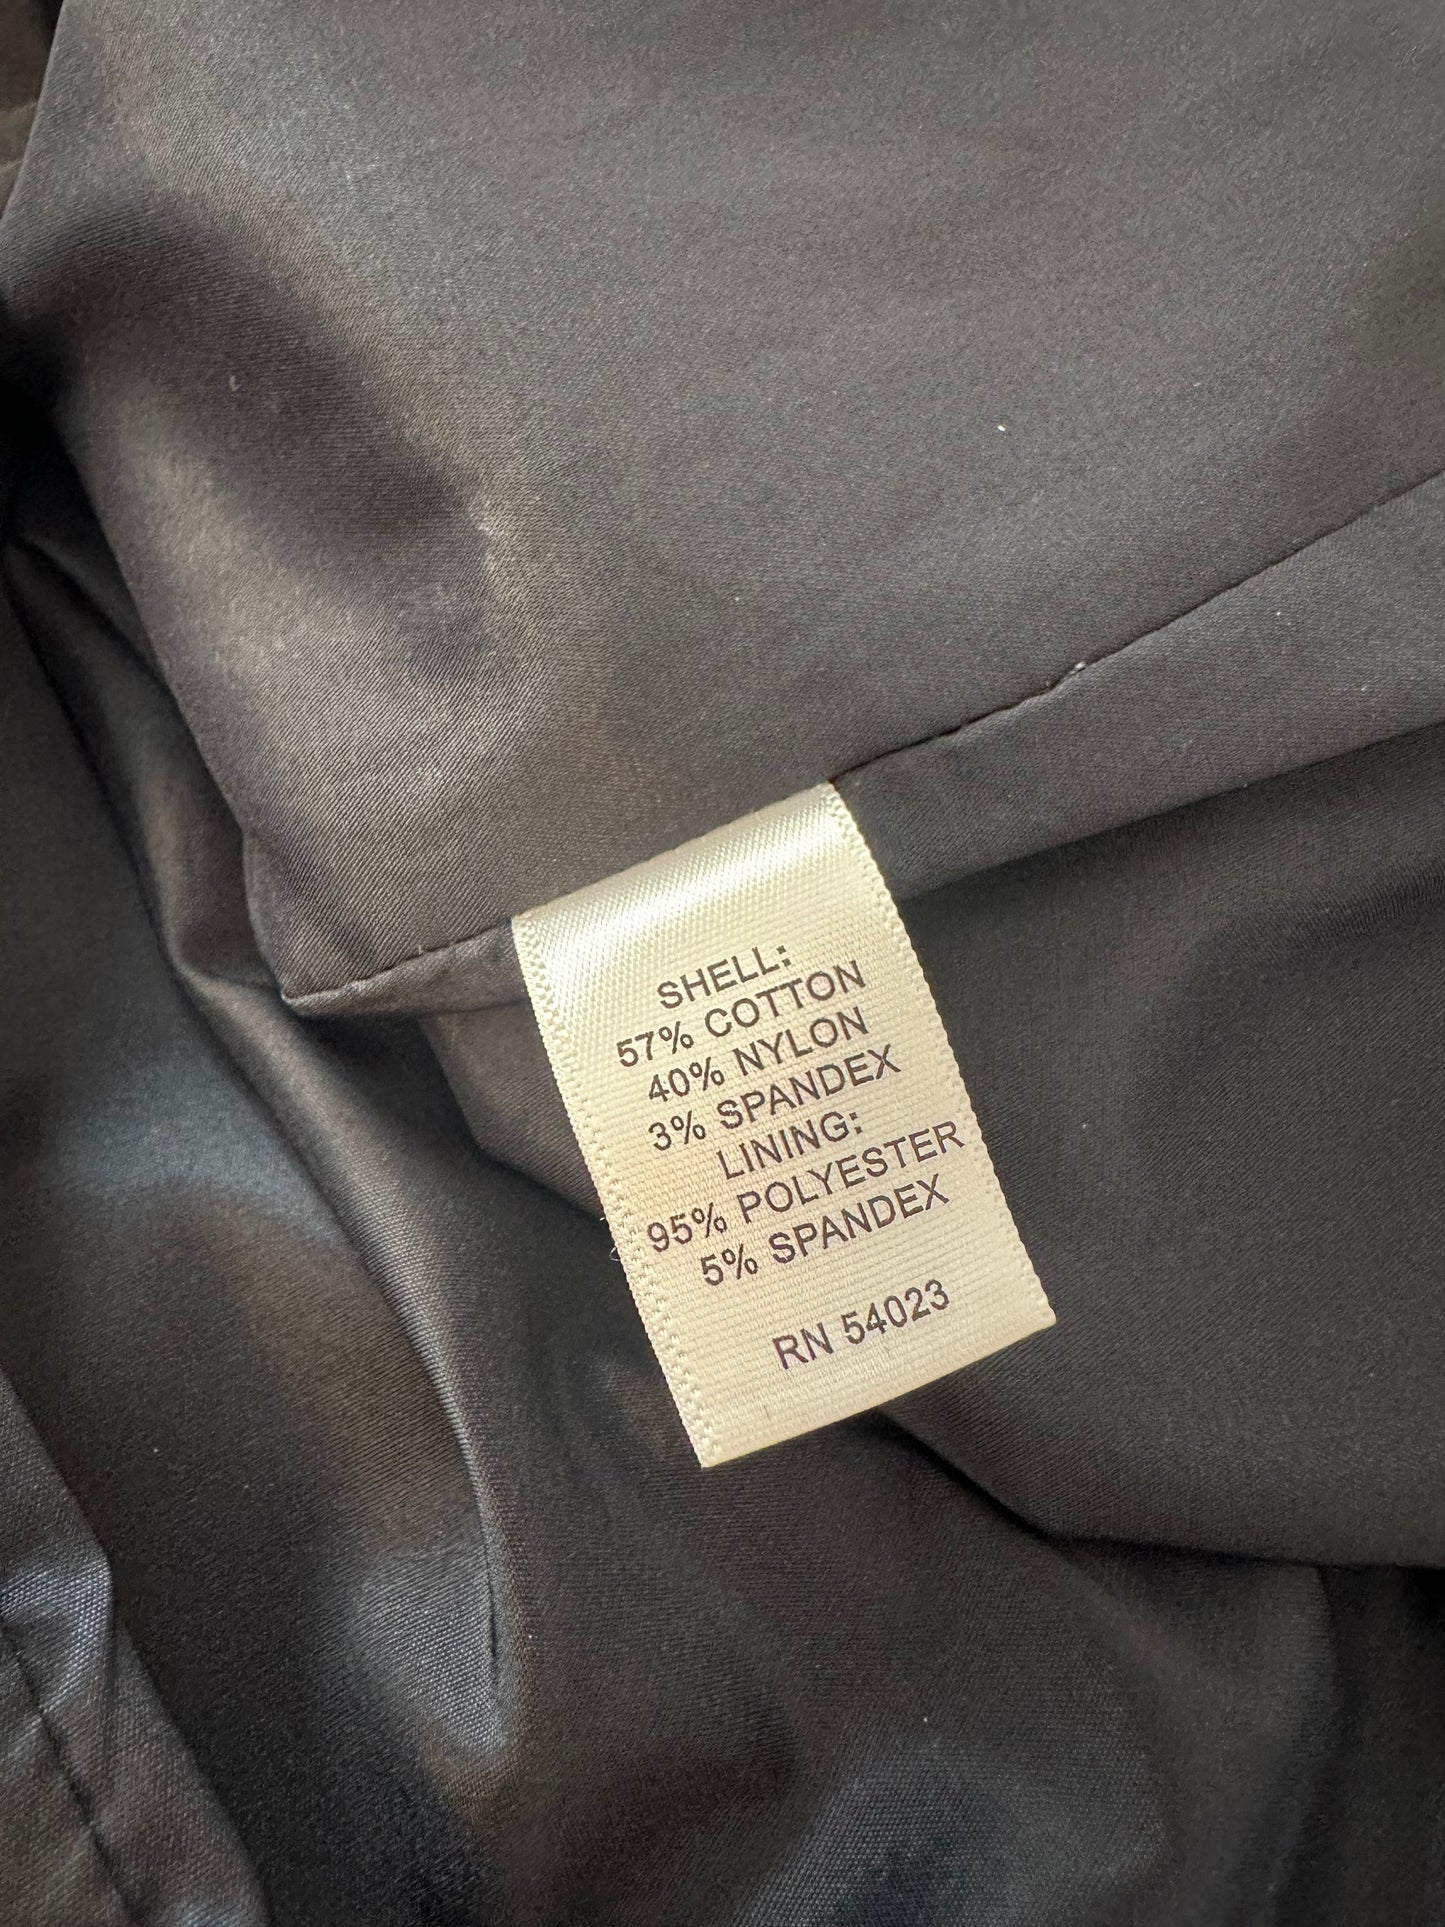 SHELL:
57% COTTON
40% NYLON
3% SPANDEX
LINING:
95% POLYESTER
5% SPANDEX
RN 54023